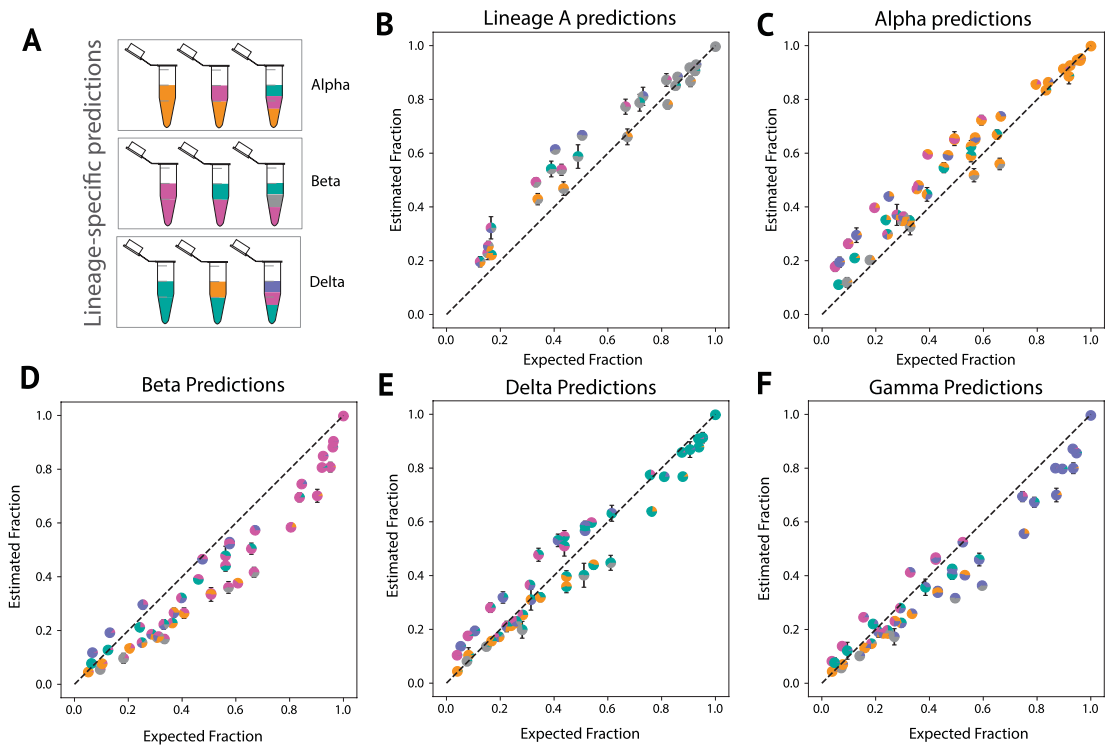 A
Lineage-specific predictions
Alpha
Beta
Delta
B
Lineage A predictions
Estimated Fraction
1.0
0.8
0.6
0.4
0.2
0.0
0.0 0.2 0.4 0.6 0.8 1.0
Expected Fraction
C
Alpha predictions
Estimated Fraction
1.0
0.8
0.6
0.4
0.2
0.0
0.0 0.2 0.4 0.6 0.8 1.0
Expected Fraction
D
Beta Predictions
Estimated Fraction
1.0
0.8
0.6
0.4
0.2
0.0
0.0 0.2 0.4 0.6 0.8 1.0
Expected Fraction
E
Delta Predictions
Estimated Fraction
1.0
0.8
0.6
0.4
0.2
0.0
0.0 0.2 0.4 0.6 0.8 1.0
Expected Fraction
F
Gamma Predictions
Estimated Fraction
1.0
0.8
0.6
0.4
0.2
0.0
0.0 0.2 0.4 0.6 0.8 1.0
Expected Fraction